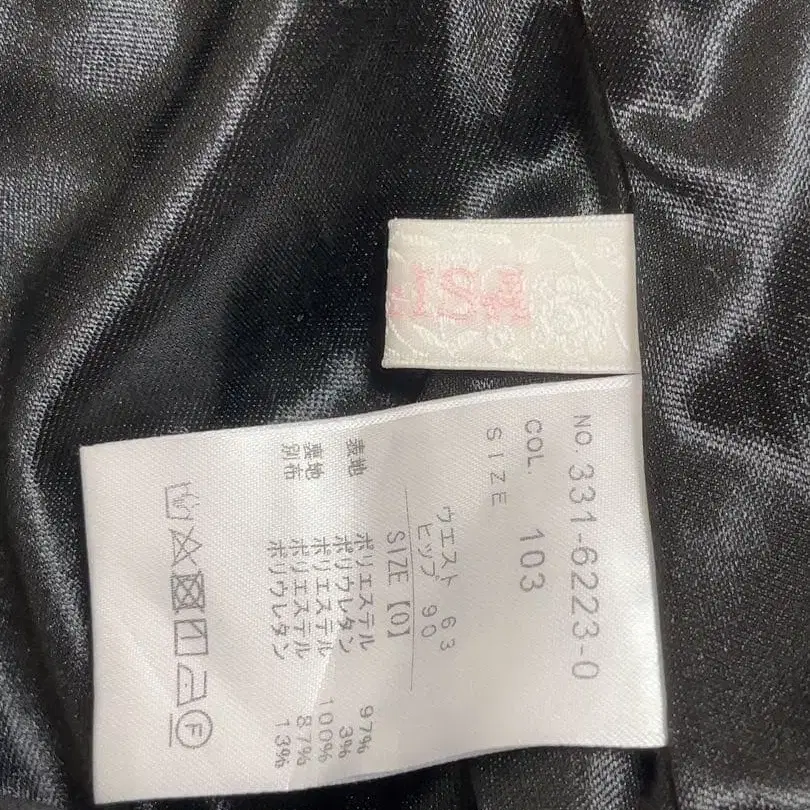 ISA
NO. 331-6223-0
COL. 103
SIZE
ウエスト 63
ヒップ 90
SIZE【0】
表地 ポリエステル 97%
ポリウレタン 3%
裏地 ポリエステル 100%
別布 ポリエステル 87%
ポリウレタン 13%
F